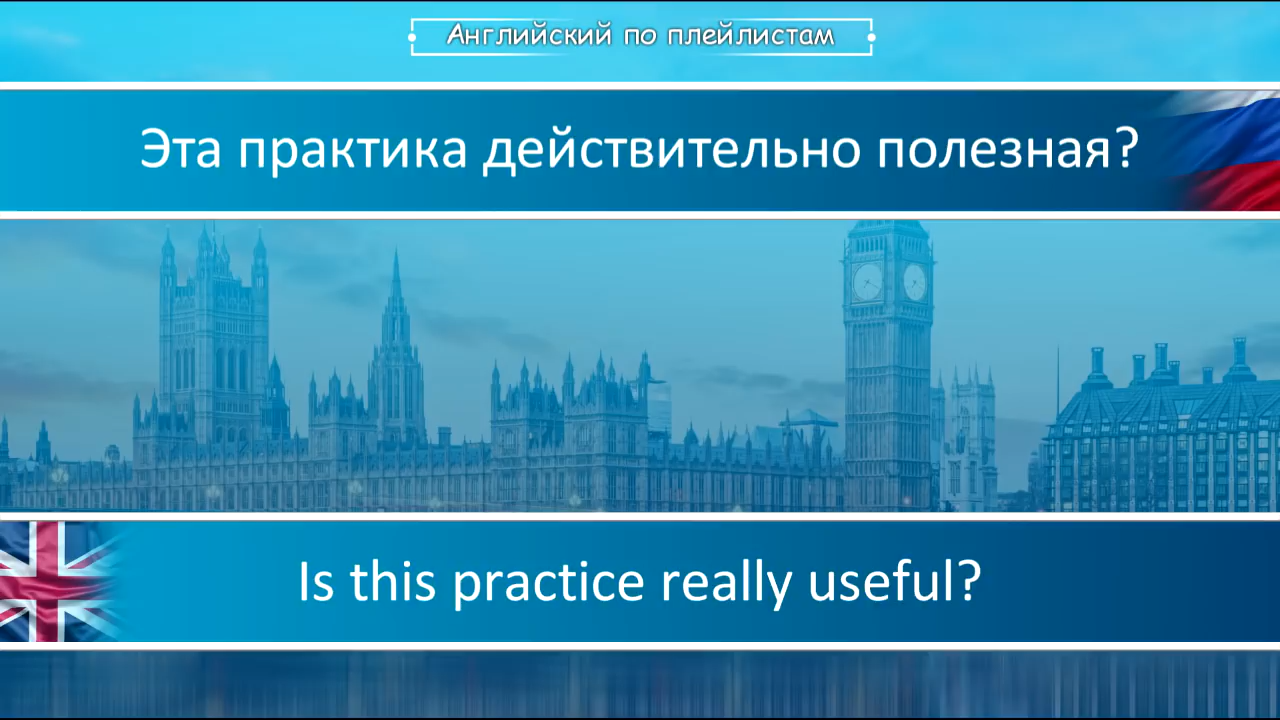 Английский по плейлистам
Эта практика действительно полезная?
Is this practice really useful?